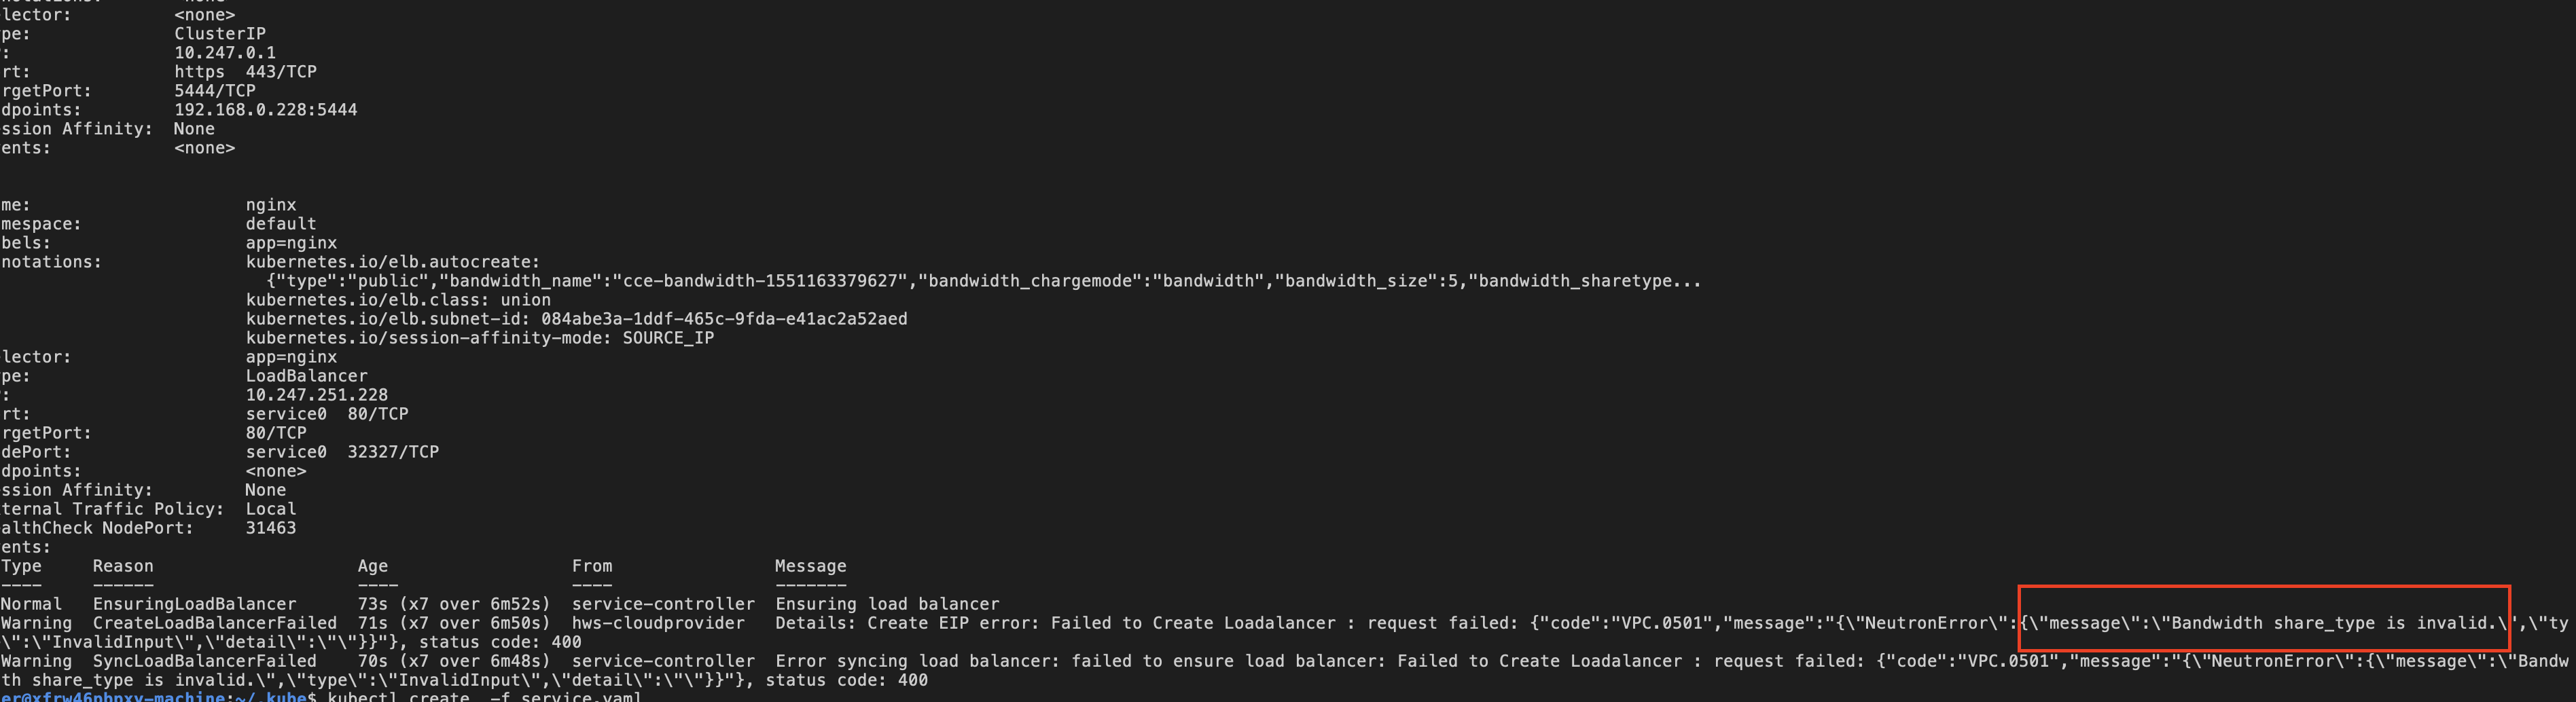 lector: <none>
pe: ClusterIP
: 10.247.0.1
rt: https 443/TCP
rgetPort: 5444/TCP
dpoints: 192.168.0.228:5444
ssion Affinity: None
ents: <none>
me: nginx
mespace: default
bels: app=nginx
notations: kubernetes.io/elb.autocreate:
{"type":"public","bandwidth_name":"cce-bandwidth-1551163379627","bandwidth_chargemode":"bandwidth","bandwidth_size":5,"bandwidth_sharetype...
kubernetes.io/elb.class: union
kubernetes.io/elb.subnet-id: 084abe3a-1ddf-465c-9fda-e41ac2a52aed
kubernetes.io/session-affinity-mode: SOURCE_IP
lector: app=nginx
pe: LoadBalancer
: 10.247.251.228
rt: service0 80/TCP
rgetPort: 80/TCP
dePort: service0 32327/TCP
dpoints: <none>
ssion Affinity: None
ternal Traffic Policy: Local
althCheck NodePort: 31463
ents:
Type Reason Age From Message
---- ------ ---- ---- -------
Normal EnsuringLoadBalancer 73s (x7 over 6m52s) service-controller Ensuring load balancer
Warning CreateLoadBalancerFailed 71s (x7 over 6m50s) hws-cloudprovider Details: Create EIP error: Failed to Create Loadalancer : request failed: {"code":"VPC.0501","message":"{\"NeutronError\":{\"message\":\"Bandwidth share_type is invalid.\",\"ty
\":\"InvalidInput\",\"detail\":\"\"}}"}, status code: 400
Warning SyncLoadBalancerFailed 70s (x7 over 6m48s) service-controller Error syncing load balancer: failed to ensure load balancer: Failed to Create Loadalancer : request failed: {"code":"VPC.0501","message":"{\"NeutronError\":{\"message\":\"Bandw
th share_type is invalid.\",\"type\":\"InvalidInput\",\"detail\":\"\"}}"}, status code: 400
kubectl create -f service.yaml